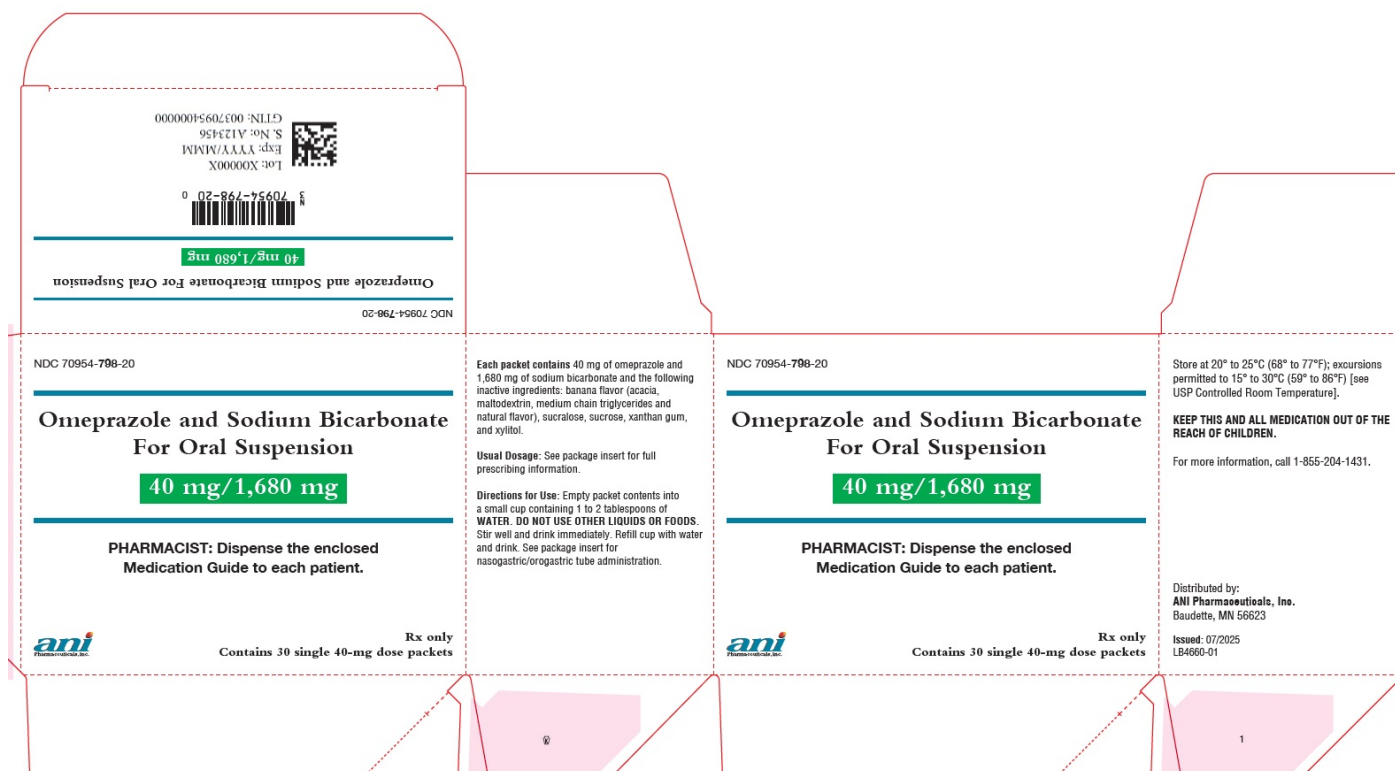 GTIN: 00370954000000
S. No: A123456
Exp: YYYY/MMM
Lot: X00000X
N
3 70954-798-20 0
40 mg/1,680 mg
Omeprazole and Sodium Bicarbonate For Oral Suspension
NDC 70954-798-20
NDC 70954-798-20
Omeprazole and Sodium Bicarbonate
For Oral Suspension
40 mg/1,680 mg
PHARMACIST: Dispense the enclosed
Medication Guide to each patient.
ani
Pharmaceuticals, Inc.
Rx only
Contains 30 single 40-mg dose packets
Each packet contains 40 mg of omeprazole and
1,680 mg of sodium bicarbonate and the following
inactive ingredients: banana flavor (acacia,
maltodextrin, medium chain triglycerides and
natural flavor), sucralose, sucrose, xanthan gum,
and xylitol.
Usual Dosage: See package insert for full
prescribing information.
Directions for Use: Empty packet contents into
a small cup containing 1 to 2 tablespoons of
WATER. DO NOT USE OTHER LIQUIDS OR FOODS.
Stir well and drink immediately. Refill cup with water
and drink. See package insert for
nasogastric/orogastric tube administration.
NDC 70954-798-20
Omeprazole and Sodium Bicarbonate
For Oral Suspension
40 mg/1,680 mg
PHARMACIST: Dispense the enclosed
Medication Guide to each patient.
ani
Pharmaceuticals, Inc.
Rx only
Contains 30 single 40-mg dose packets
Store at 20° to 25°C (68° to 77°F); excursions
permitted to 15° to 30°C (59° to 86°F) [see
USP Controlled Room Temperature].
KEEP THIS AND ALL MEDICATION OUT OF THE
REACH OF CHILDREN.
For more information, call 1-855-204-1431.
Distributed by:
ANI Pharmaceuticals, Inc.
Baudette, MN 56623
Issued: 07/2025
LB4660-01
1